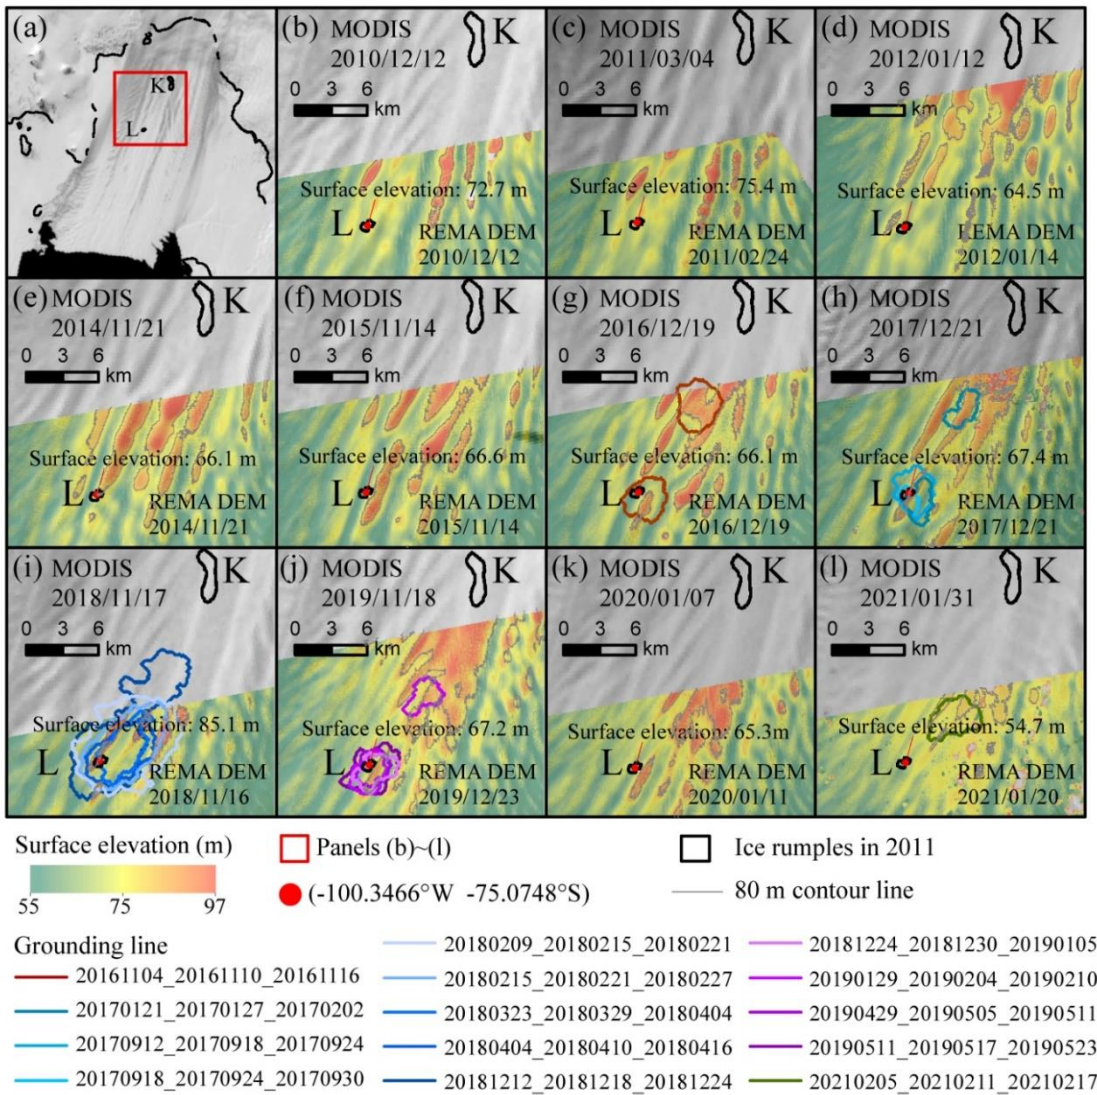 (a)
K
L
(b) MODIS
2010/12/12
K
0 3 6
km
Surface elevation: 72.7 m
L
REMA DEM
2010/12/12
(c) MODIS
2011/03/04
K
0 3 6
km
Surface elevation: 75.4 m
L
REMA DEM
2011/02/24
(d) MODIS
2012/01/12
K
0 3 6
km
Surface elevation: 64.5 m
L
REMA DEM
2012/01/14
(e) MODIS
2014/11/21
K
0 3 6
km
Surface elevation: 66.1 m
L
REMA DEM
2014/11/21
(f) MODIS
2015/11/14
K
0 3 6
km
Surface elevation: 66.6 m
L
REMA DEM
2015/11/14
(g) MODIS
2016/12/19
K
0 3 6
km
Surface elevation: 66.1 m
L
REMA DEM
2016/12/19
(h) MODIS
2017/12/21
K
0 3 6
km
Surface elevation: 67.4 m
L
REMA DEM
2017/12/21
(i) MODIS
2018/11/17
K
0 3 6
km
Surface elevation: 85.1 m
L
REMA DEM
2018/11/16
(j) MODIS
2019/11/18
K
0 3 6
km
Surface elevation: 67.2 m
L
REMA DEM
2019/12/23
(k) MODIS
2020/01/07
K
0 3 6
km
Surface elevation: 65.3m
L
REMA DEM
2020/01/11
(l) MODIS
2021/01/31
K
0 3 6
km
Surface elevation: 54.7 m
L
REMA DEM
2021/01/20
Surface elevation (m)
55 75 97
Panels (b)~(l)
Ice rumples in 2011
(-100.3466°W -75.0748°S)
80 m contour line
Grounding line
20161104_20161110_20161116
20170121_20170127_20170202
20170912_20170918_20170924
20170918_20170924_20170930
20180209_20180215_20180221
20180215_20180221_20180227
20180323_20180329_20180404
20180404_20180410_20180416
20181212_20181218_20181224
20181224_20181230_20190105
20190129_20190204_20190210
20190429_20190505_20190511
20190511_20190517_20190523
20210205_20210211_20210217